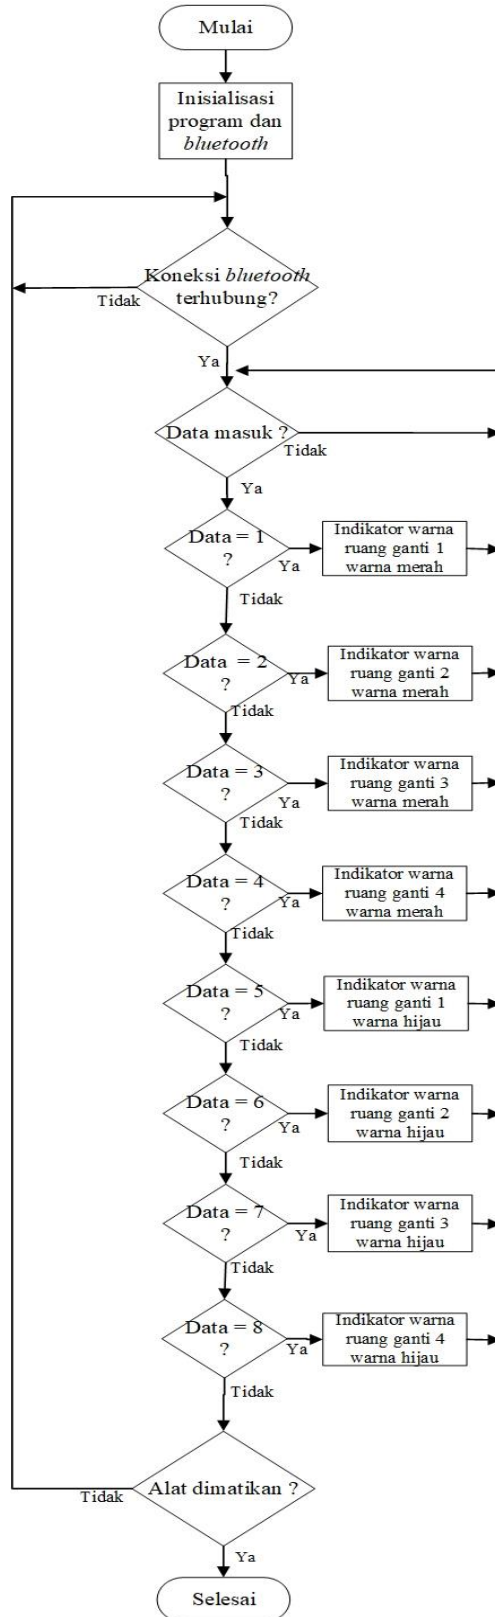 Mulai
Inisialisasi
program dan
bluetooth
Koneksi bluetooth
terhubung?
Tidak
Ya
Data masuk ?
Tidak
Ya
Data = 1
?
Ya
Indikator warna
ruang ganti 1
warna merah
Tidak
Data = 2
?
Ya
Indikator warna
ruang ganti 2
warna merah
Tidak
Data = 3
?
Ya
Indikator warna
ruang ganti 3
warna merah
Tidak
Data = 4
?
Ya
Indikator warna
ruang ganti 4
warna merah
Tidak
Data = 5
?
Ya
Indikator warna
ruang ganti 1
warna hijau
Tidak
Data = 6
?
Ya
Indikator warna
ruang ganti 2
warna hijau
Tidak
Data = 7
?
Ya
Indikator warna
ruang ganti 3
warna hijau
Tidak
Data = 8
?
Ya
Indikator warna
ruang ganti 4
warna hijau
Tidak
Alat dimatikan ?
Tidak
Ya
Selesai